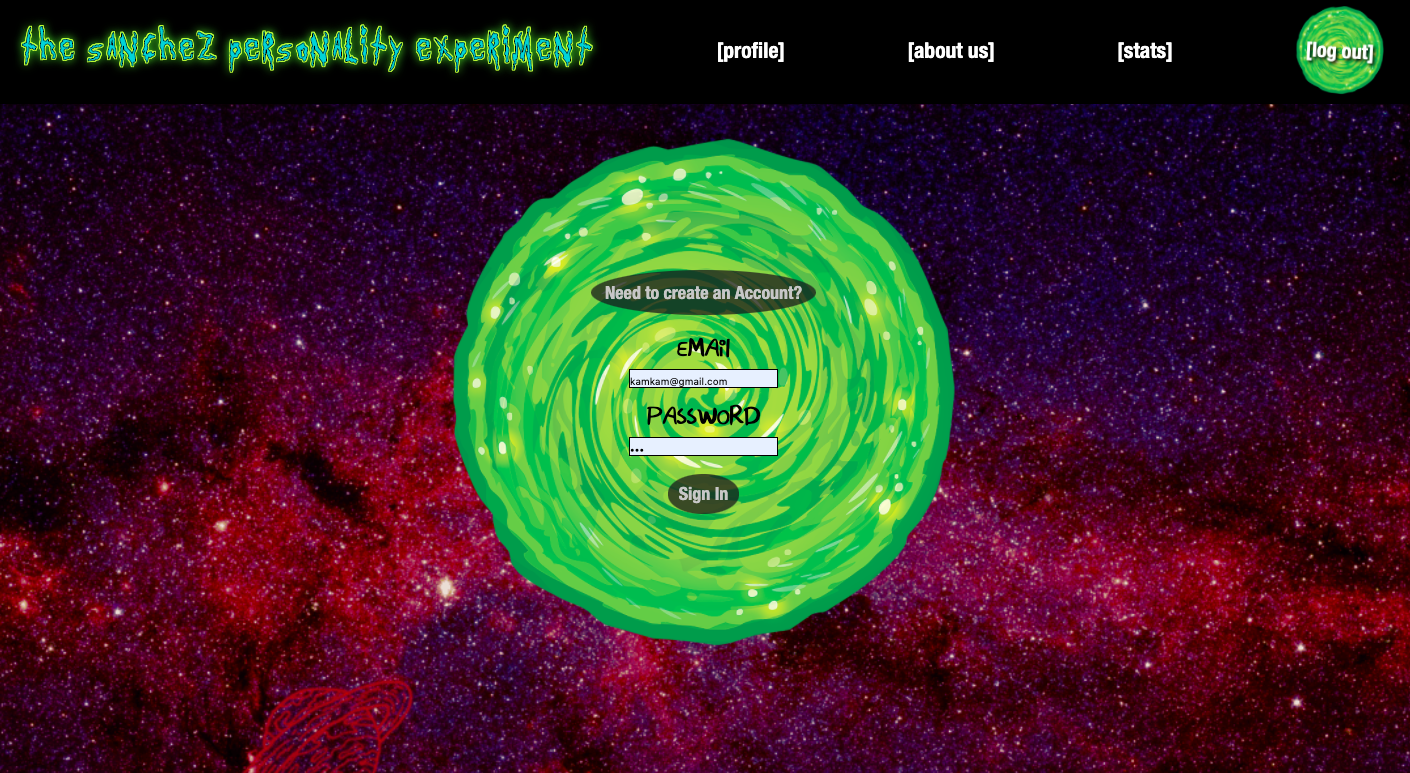 the SANchez peRSONALity expeRiMENt
[profile]
[about us]
[stats]
[log out]
Need to create an Account?
EMAil
kamkam@gmail.com
PASSWORD
•••
Sign In